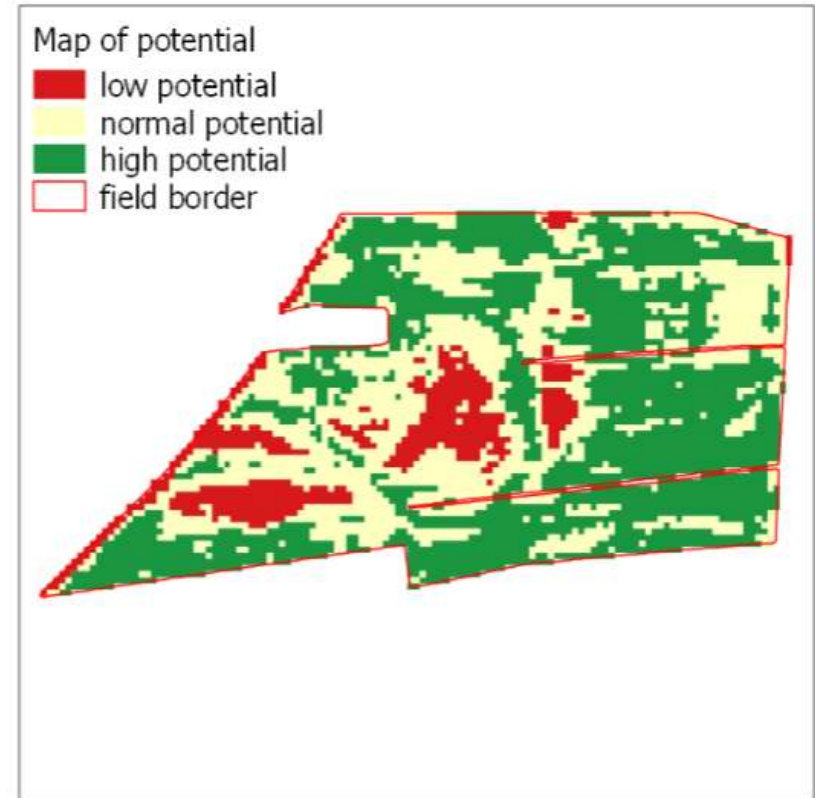 Map of potential
low potential
normal potential
high potential
field border